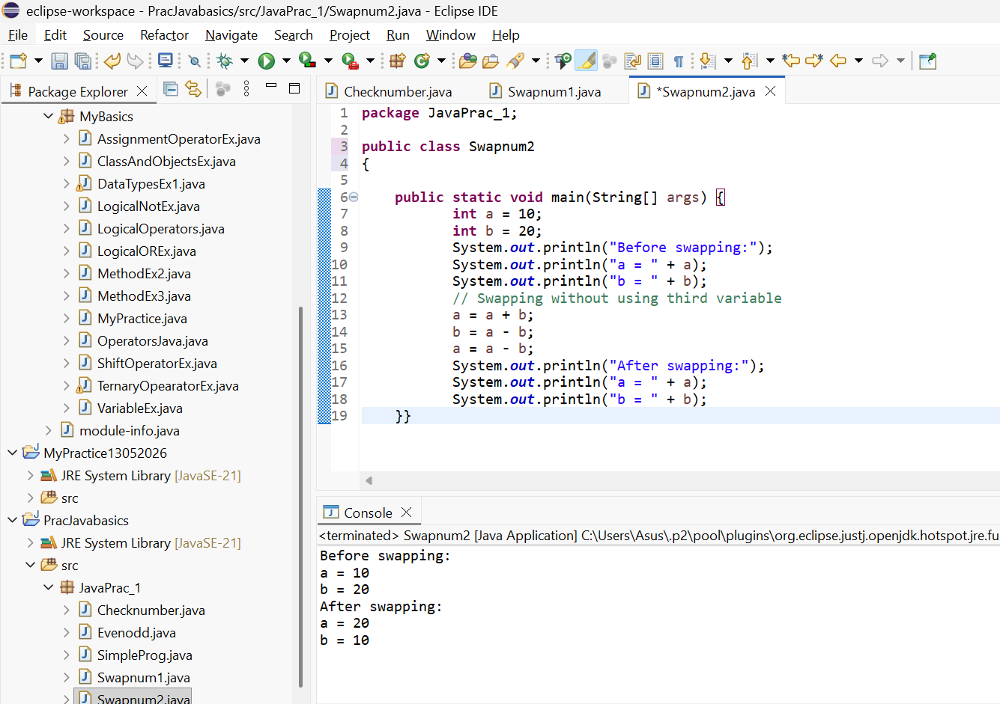 eclipse-workspace - PracJavabasics/src/JavaPrac_1/Swapnum2.java - Eclipse IDE
File Edit Source Refactor Navigate Search Project Run Window Help
Package Explorer
MyBasics
AssignmentOperatorEx.java
ClassAndObjectsEx.java
DataTypesEx1.java
LogicalNotEx.java
LogicalOperators.java
LogicalOREx.java
MethodEx2.java
MethodEx3.java
MyPractice.java
OperatorsJava.java
ShiftOperatorEx.java
TernaryOpearatorEx.java
VariableEx.java
module-info.java
MyPractice13052026
JRE System Library [JavaSE-21]
src
PracJavabasics
JRE System Library [JavaSE-21]
src
JavaPrac_1
Checknumber.java
Evenodd.java
SimpleProg.java
Swapnum1.java
Swapnum2.java
Checknumber.java Swapnum1.java *Swapnum2.java
1 package JavaPrac_1;
2
3 public class Swapnum2
4 {
5
6 public static void main(String[] args) {
7 int a = 10;
8 int b = 20;
9 System.out.println("Before swapping:");
10 System.out.println("a = " + a);
11 System.out.println("b = " + b);
12 // Swapping without using third variable
13 a = a + b;
14 b = a - b;
15 a = a - b;
16 System.out.println("After swapping:");
17 System.out.println("a = " + a);
18 System.out.println("b = " + b);
19 }}
Console
<terminated> Swapnum2 [Java Application] C:\Users\Asus\.p2\pool\plugins\org.eclipse.justj.openjdk.hotspot.jre.fu
Before swapping:
a = 10
b = 20
After swapping:
a = 20
b = 10